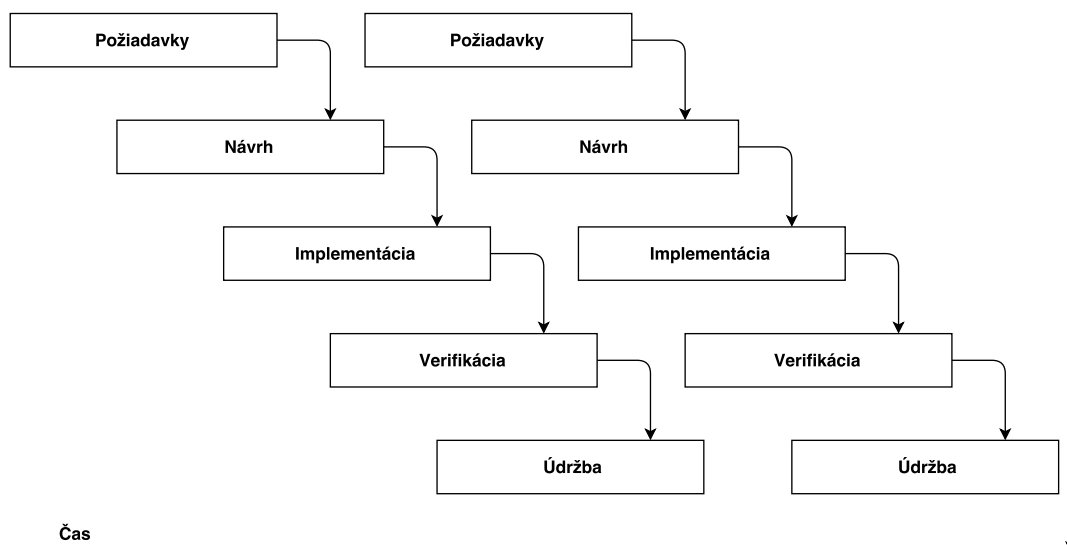 Požiadavky
Požiadavky
Návrh
Návrh
Implementácia
Implementácia
Verifikácia
Verifikácia
Údržba
Údržba
Čas